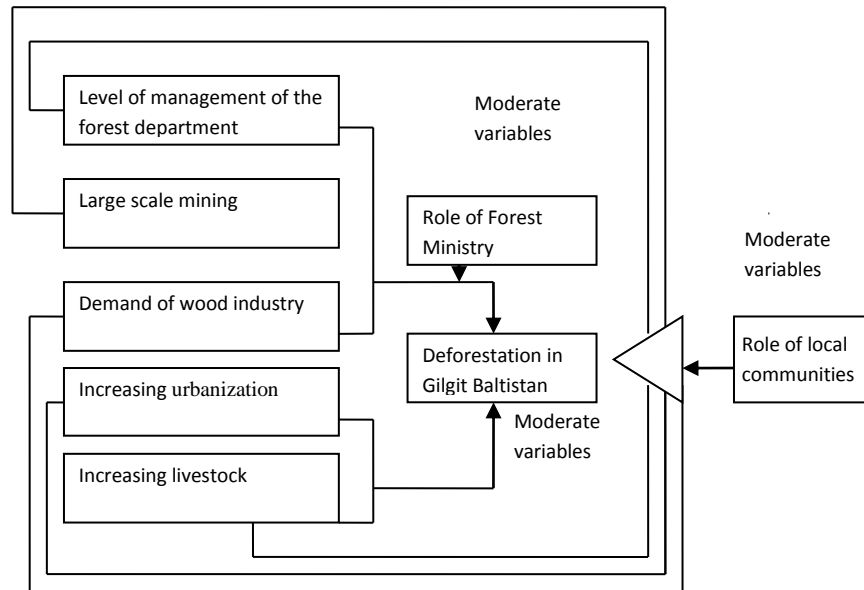 Level of management of the
forest department
Moderate
variables
Large scale mining
Role of Forest
Ministry
Moderate
variables
Demand of wood industry
Deforestation in
Gilgit Baltistan
Role of local
communities
Increasing urbanization
Moderate
variables
Increasing livestock